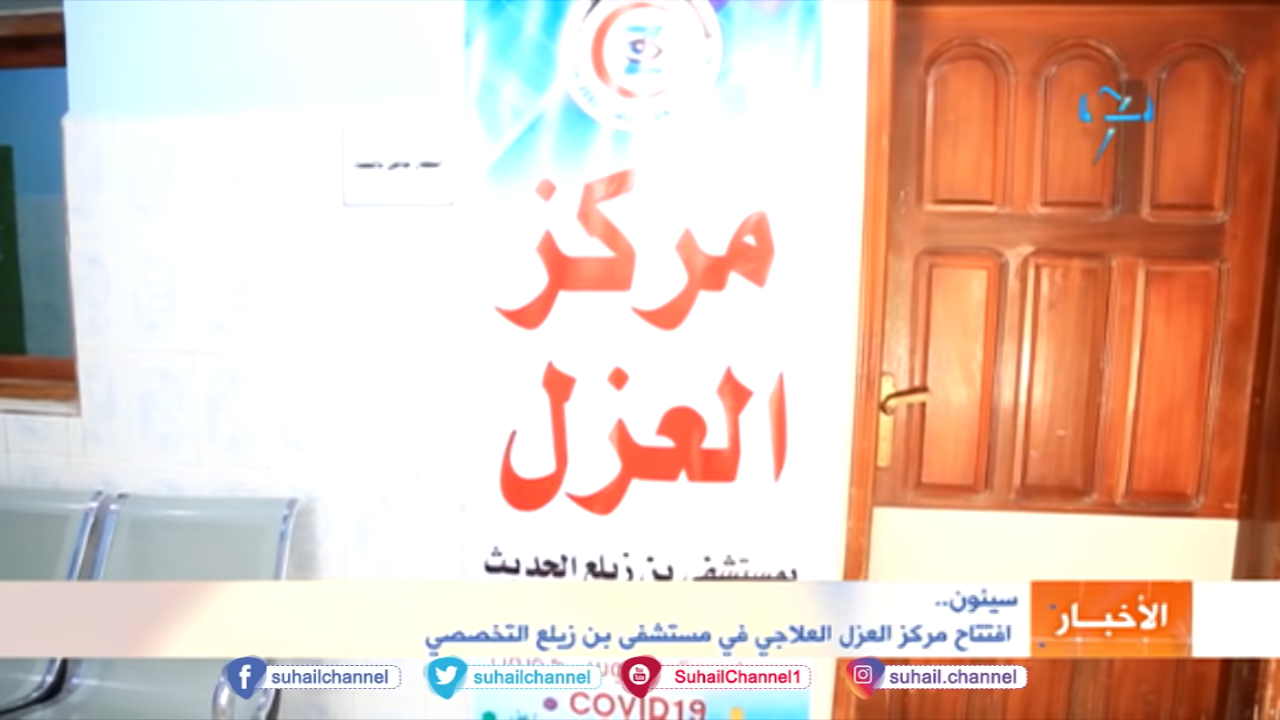 مركز
العزل
بمستشفى بن زيلع الحديث
سيئون..
الأخبـار
افتتاح مركز العزل العلاجي في مستشفى بن زيلع التخصصي
suhailchannel
suhailchannel
SuhailChannel1
suhail.channel
COVID19